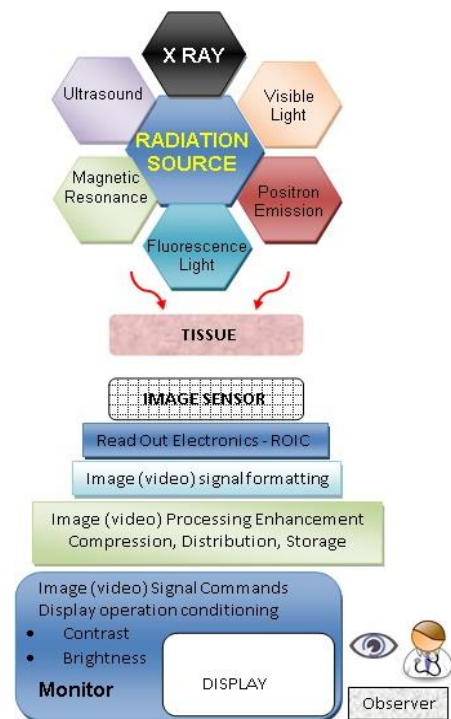 X RAY
Ultrasound
Visible
Light
RADIATION
SOURCE
Magnetic
Resonance
Positron
Emission
Fluorescence
Light
TISSUE
IMAGE SENSOR
Read Out Electronics - ROIC
Image (video) signal formatting
Image (video) Processing Enhancement
Compression, Distribution, Storage
Image (video) Signal Commands
Display operation conditioning
• Contrast
• Brightness
Monitor
DISPLAY
Observer